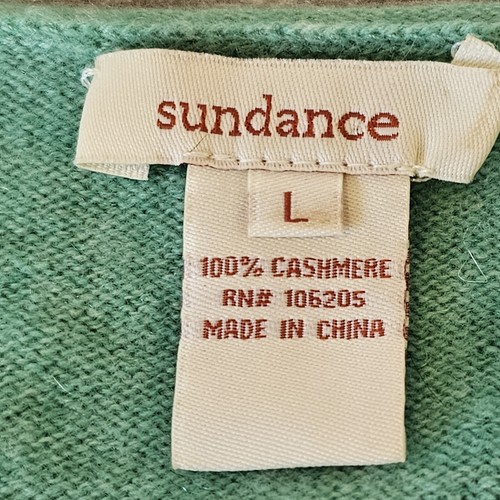 sundance
L
100% CASHMERE
RN# 106205
MADE IN CHINA